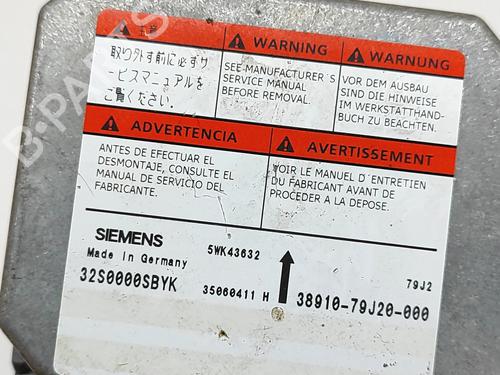 取り外す前に必ずサ
ービスマニュアルを
ご覧ください。
WARNING
SEE-MANUFACTURER´S
SERVICE MANUAL
BEFORE REMOVAL.
WARNUNG
VOR DEM AUSBAU
SIND DIE HINWEISE
IM WERKSTATTHAND-
BUCH ZU BEACHTEN.
ADVERTENCIA
ANTES DE EFECTUAR EL
DESMONTAJE, CONSULTE EL
MANUAL DE SERVICIO DEL
FABRICANTE.
AVERTISSEMENT
VOIR LE MANUEL D´ENTRETIEN
DU FABRICANT AVANT DE
PROCÉDER A LA DEPOSE.
SIEMENS
5WK43632
Made in Germany
79J2
32S0000SBYK
35060411 H
38910-79J20-000
B-PARTS